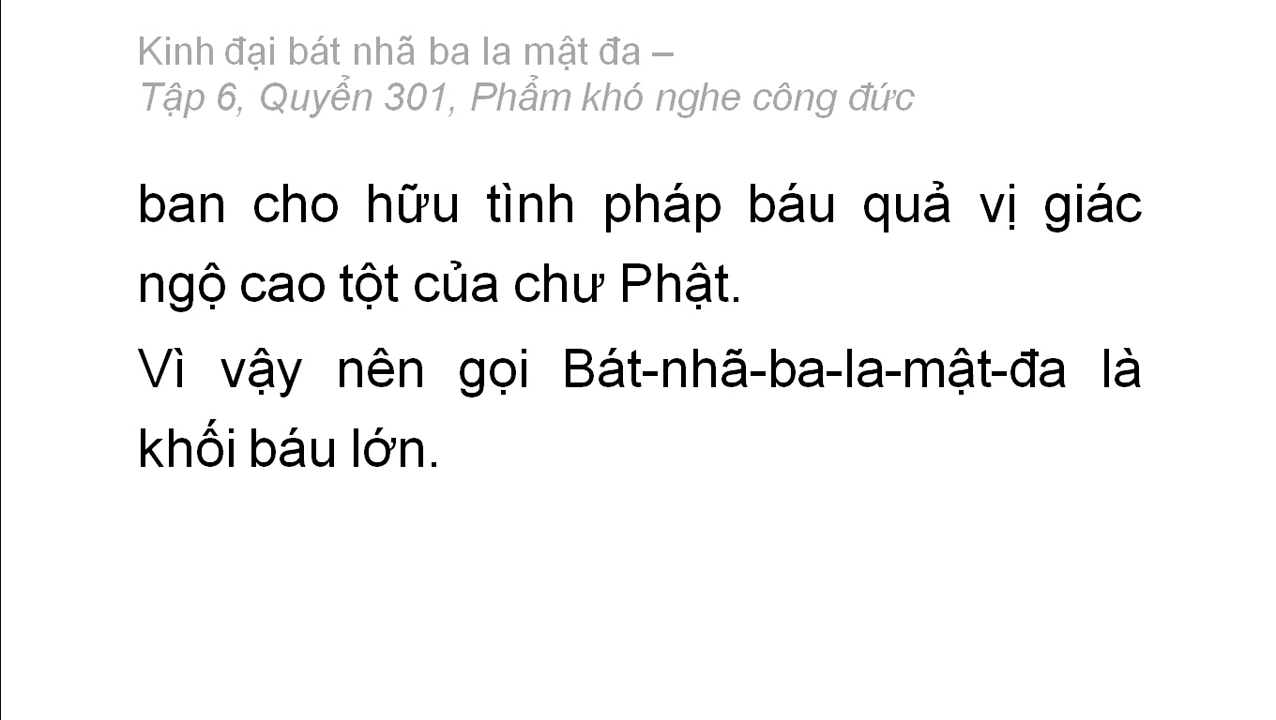 Kinh đại bát nhã ba la mật đa –
Tập 6, Quyển 301, Phẩm khó nghe công đức
ban cho hữu tình pháp báu quả vị giác
ngộ cao tột của chư Phật.
Vì vậy nên gọi Bát-nhã-ba-la-mật-đa là
khối báu lớn.